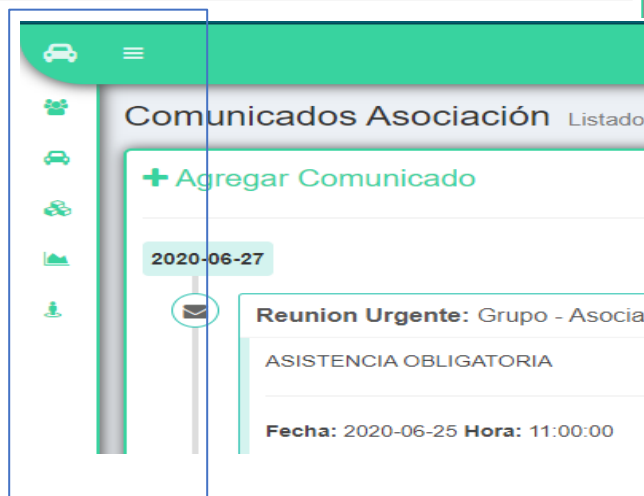 Comunicados Asociación Listado
Agregar Comunicado
2020-06-27
Reunion Urgente: Grupo - Asocia
ASISTENCIA OBLIGATORIA
Fecha: 2020-06-25 Hora: 11:00:00